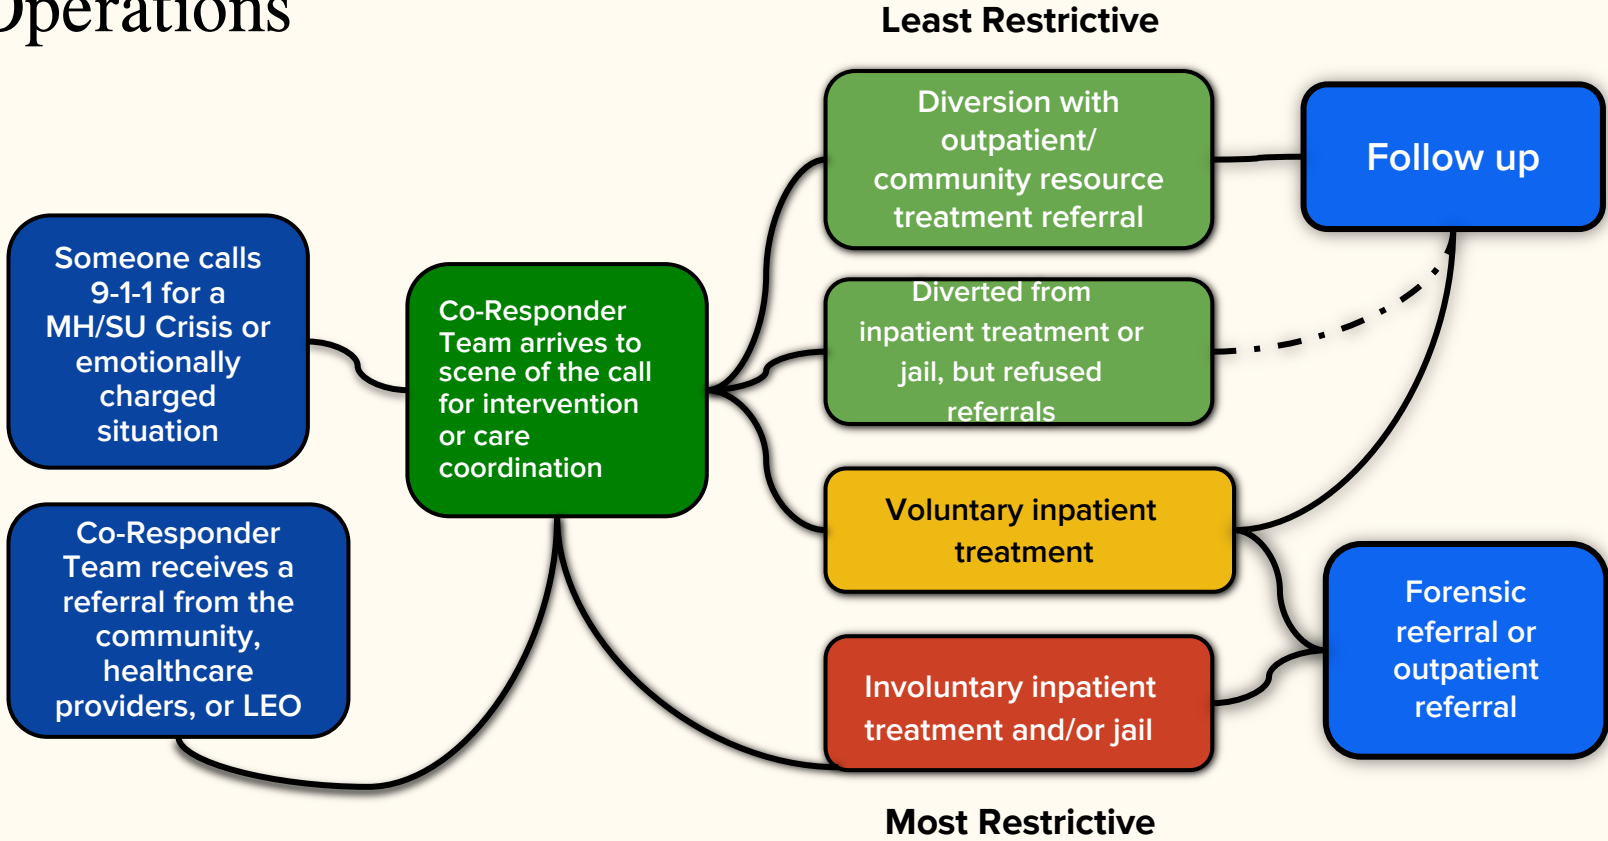 Operations
Least Restrictive
Someone calls
9-1-1 for a
MH/SU Crisis or
emotionally
charged
situation
Co-Responder
Team receives a
referral from the
community,
healthcare
providers, or LEO
Co-Responder
Team arrives to
scene of the call
for intervention
or care
coordination
Diversion with
outpatient/
community resource
treatment referral
Diverted from
inpatient treatment or
jail, but refused
referrals
Voluntary inpatient
treatment
Involuntary inpatient
treatment and/or jail
Follow up
Forensic
referral or
outpatient
referral
Most Restrictive